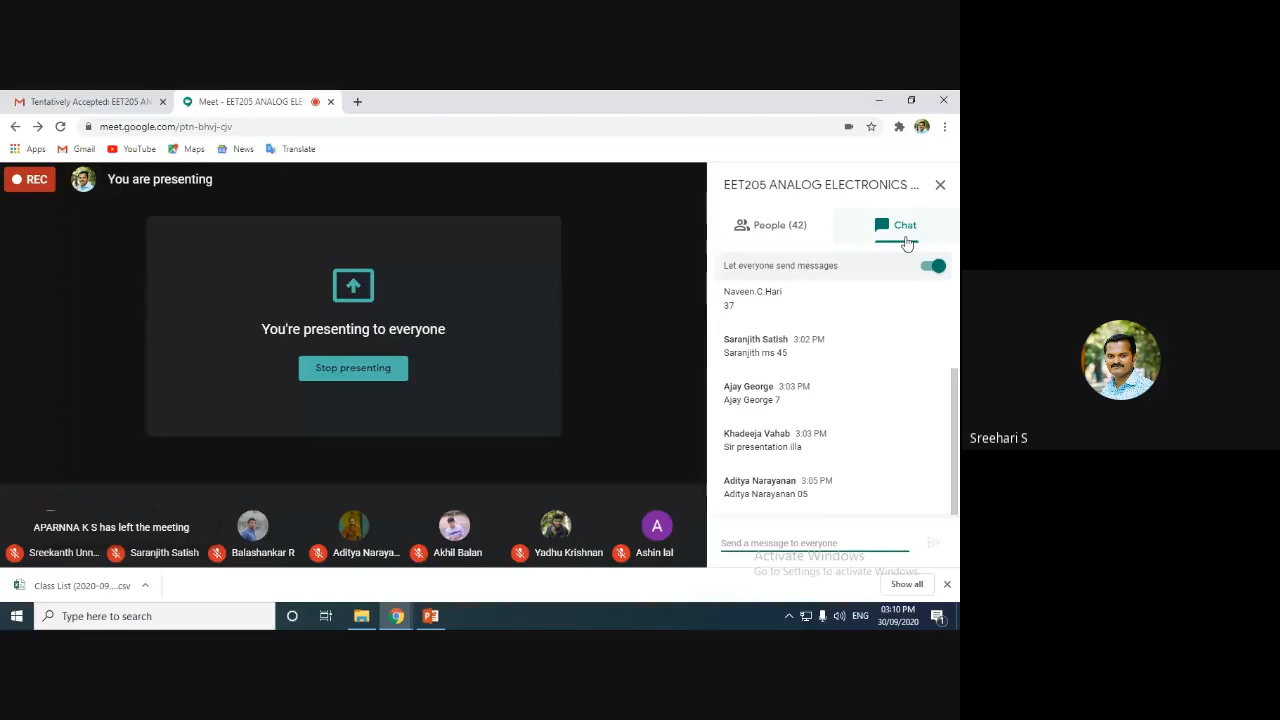 Tentatively Accepted: EET205 AN
Meet - EET205 ANALOG ELE
meet.google.com/ptn-bhvj-cjv
Apps
Gmail
YouTube
Maps
News
Translate
REC
You are presenting
You're presenting to everyone
Stop presenting
APARNNA K S has left the meeting
Sreekanth Unn...
Saranjith Satish
Balashankar R
Aditya Naraya...
Akhil Balan
Yadhu Krishnan
A
Ashin lal
EET205 ANALOG ELECTRONICS ...
People (42)
Chat
Let everyone send messages
Naveen.C.Hari
37
Saranjith Satish 3:02 PM
Saranjith ms 45
Ajay George 3:03 PM
Ajay George 7
Khadeeja Vahab 3:03 PM
Sir presentation illa
Aditya Narayanan 3:05 PM
Aditya Narayanan 05
Send a message to everyone
Activate Windows
Go to Settings to activate Windows.
Class List (2020-09....csv
Show all
Type here to search
ENG
03:10 PM
30/09/2020
1
Sreehari S